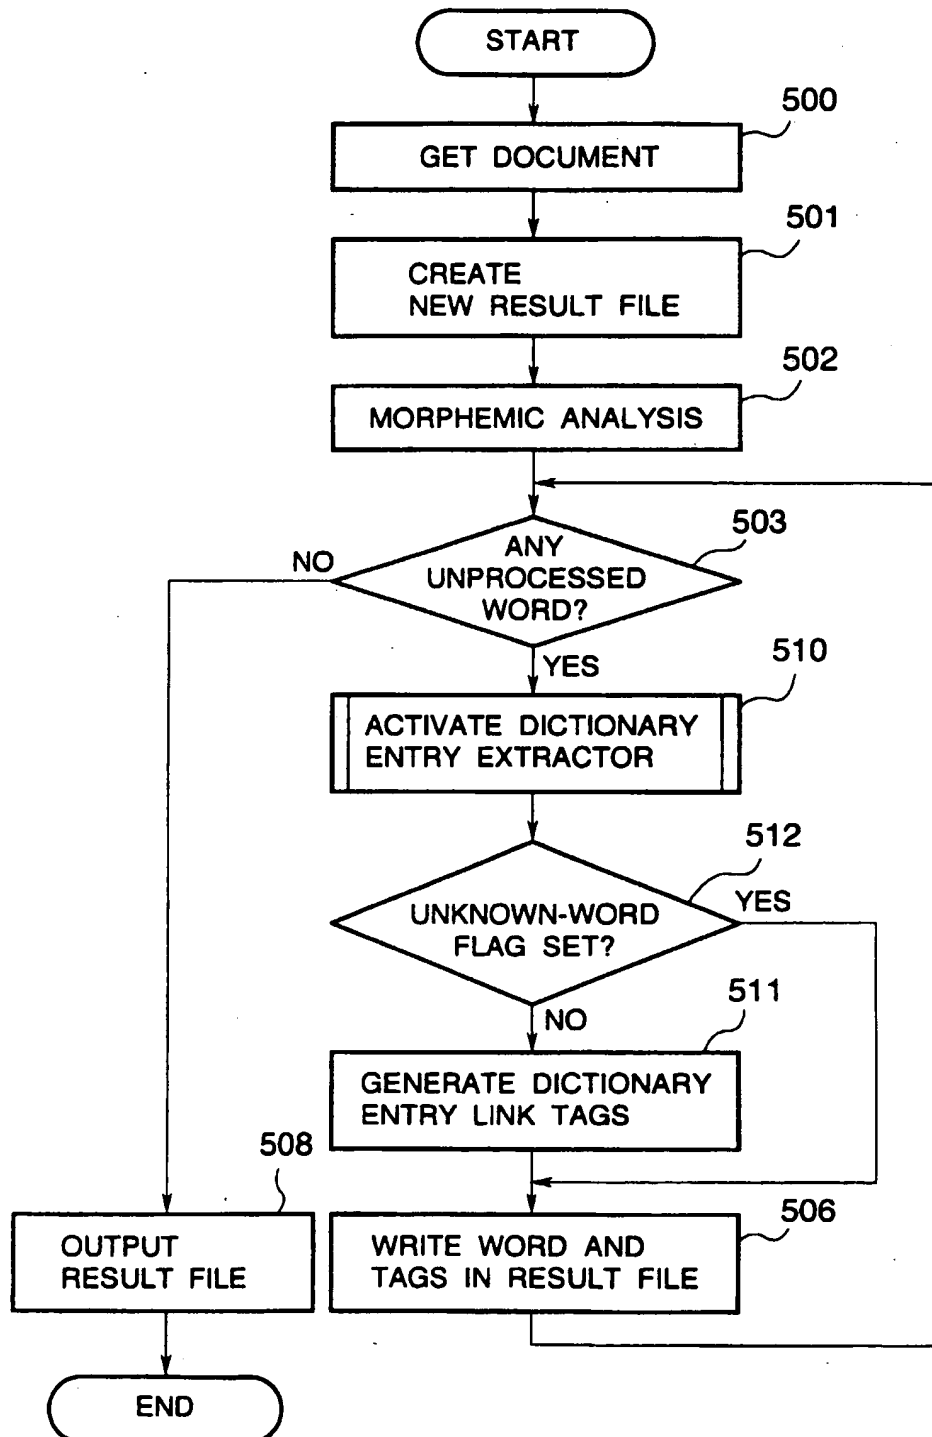 START
500
GET DOCUMENT
501
CREATE
NEW RESULT FILE
502
MORPHEMIC ANALYSIS
503
NO
ANY
UNPROCESSED
WORD?
YES
510
ACTIVATE DICTIONARY
ENTRY EXTRACTOR
512
YES
UNKNOWN-WORD
FLAG SET?
NO
511
GENERATE DICTIONARY
ENTRY LINK TAGS
508
506
OUTPUT
RESULT FILE
WRITE WORD AND
TAGS IN RESULT FILE
END